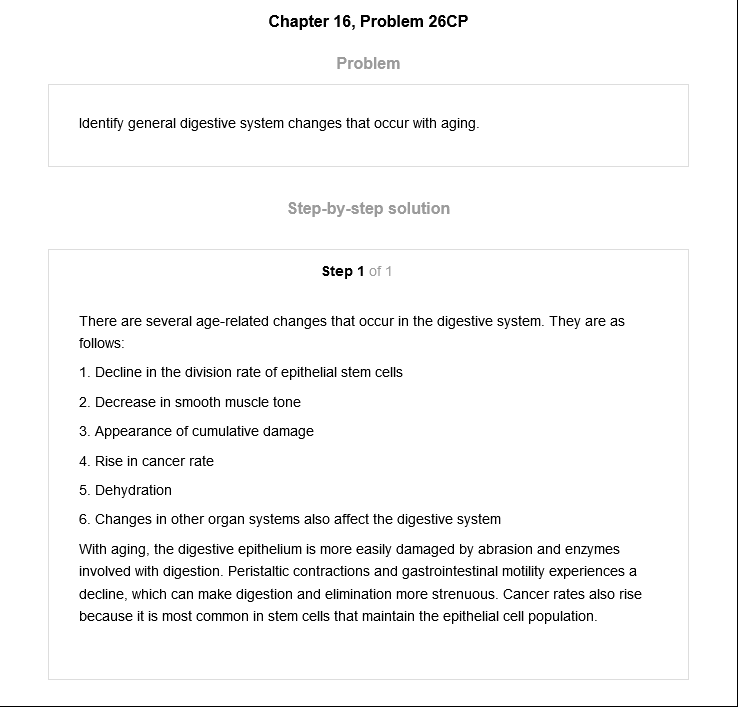 Chapter 16, Problem 26CP
Problem
Identify general digestive system changes that occur with aging.
Step-by-step solution
Step 1 of 1
There are several age-related changes that occur in the digestive system. They are as
follows:
1. Decline in the division rate of epithelial stem cells
2. Decrease in smooth muscle tone
3. Appearance of cumulative damage
4. Rise in cancer rate
5. Dehydration
6. Changes in other organ systems also affect the digestive system
With aging, the digestive epithelium is more easily damaged by abrasion and enzymes
involved with digestion. Peristaltic contractions and gastrointestinal motility experiences a
decline, which can make digestion and elimination more strenuous. Cancer rates also rise
because it is most common in stem cells that maintain the epithelial cell population.